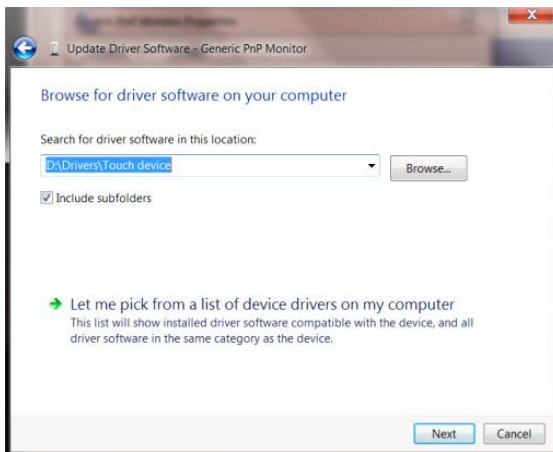 Update Driver Software - Generic PnP Monitor
Browse for driver software on your computer
Search for driver software in this location:
D:\Drivers\Touch device
Browse...
Include subfolders
Let me pick from a list of device drivers on my computer
This list will show installed driver software compatible with the device, and all
driver software in the same category as the device.
Next
Cancel